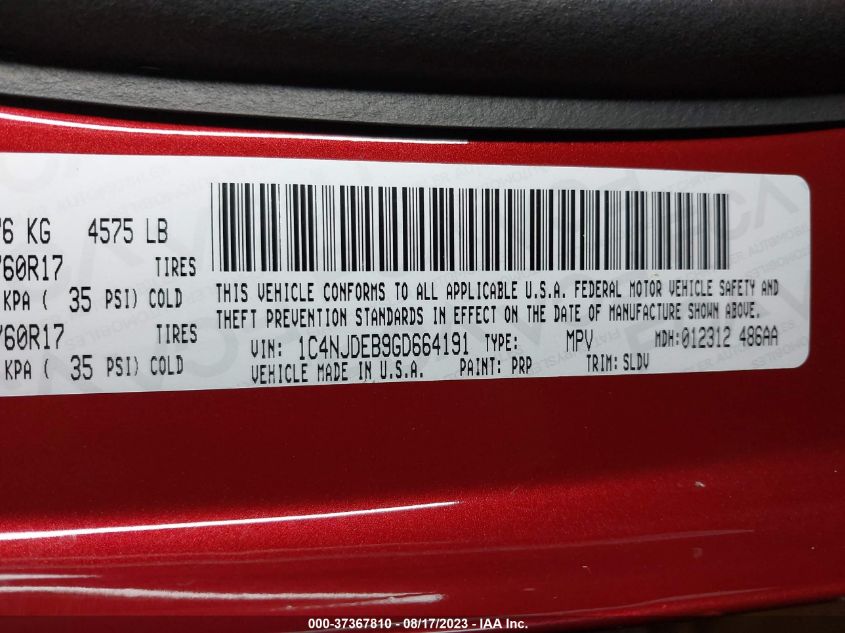 76 KG 4575 LB
/60R17 TIRES
KPA ( 35 PSI) COLD
/60R17 TIRES
KPA ( 35 PSI) COLD
THIS VEHICLE CONFORMS TO ALL APPLICABLE U.S.A. FEDERAL MOTOR VEHICLE SAFETY AND
THEFT PREVENTION STANDARDS IN EFFECT ON THE DATE OF MANUFACTURE SHOWN ABOVE.
VIN: 1C4NJDEB9GD664191 TYPE: MPV MDH:012312 486AA
VEHICLE MADE IN U.S.A. PAINT: PRP TRIM: SLDV
000-37367810 - 08/17/2023 - IAA Inc.